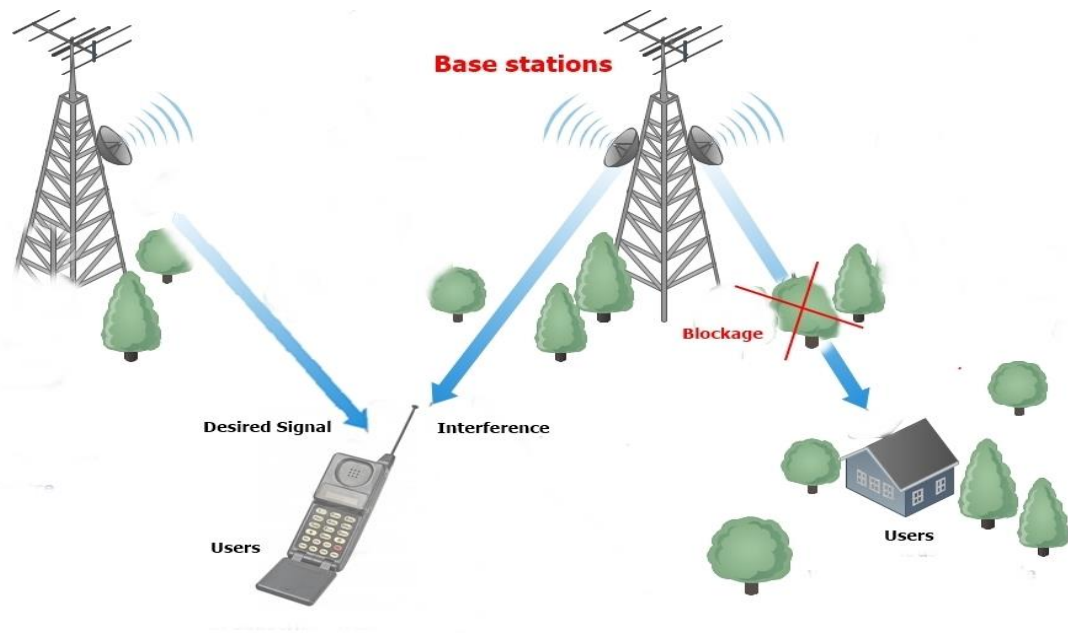 Base stations
Blockage
Desired Signal
Interference
Users
Users